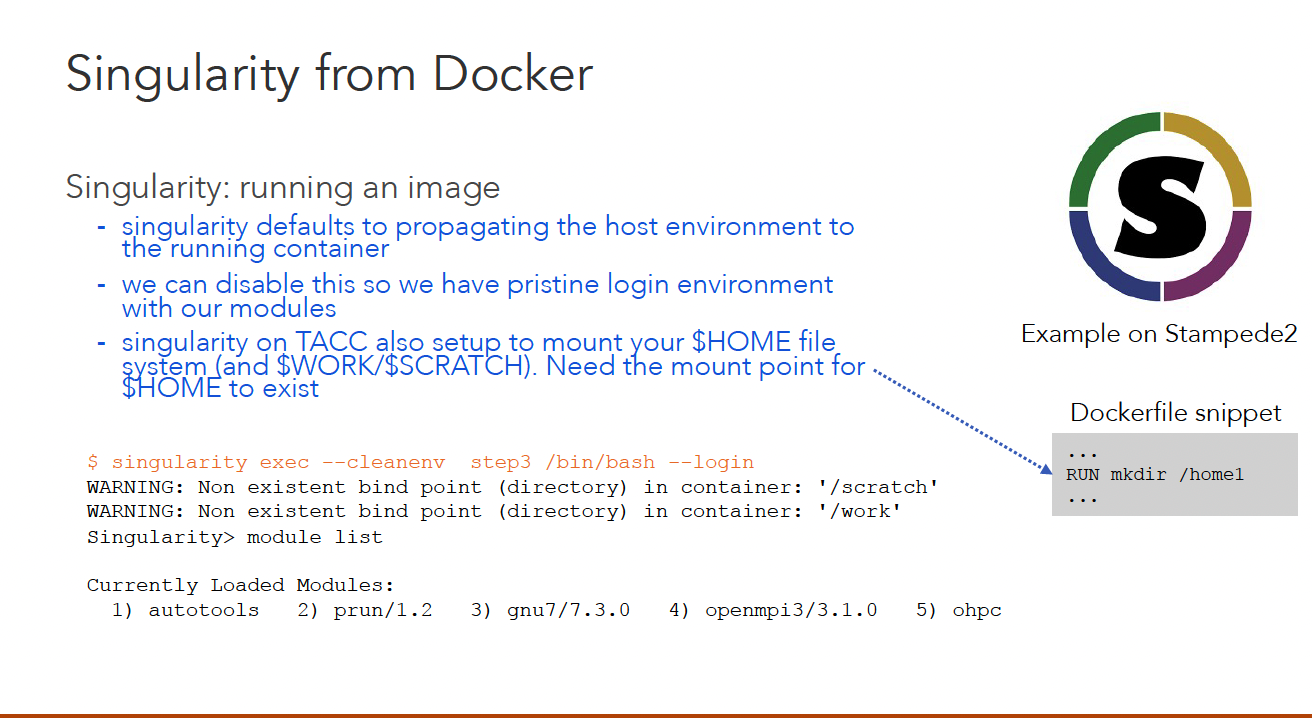 Singularity from Docker
Singularity: running an image
- singularity defaults to propagating the host environment to
the running container
- we can disable this so we have pristine login environment
with our modules
- singularity on TACC also setup to mount your $HOME file
system (and $WORK/$SCRATCH). Need the mount point for
$HOME to exist
S
Example on Stampede2
Dockerfile snippet
...
RUN mkdir /home1
...
$ singularity exec --cleanenv  step3 /bin/bash --login
WARNING: Non existent bind point (directory) in container: '/scratch'
WARNING: Non existent bind point (directory) in container: '/work'
Singularity> module list
Currently Loaded Modules:
  1) autotools   2) prun/1.2   3) gnu7/7.3.0   4) openmpi3/3.1.0   5) ohpc